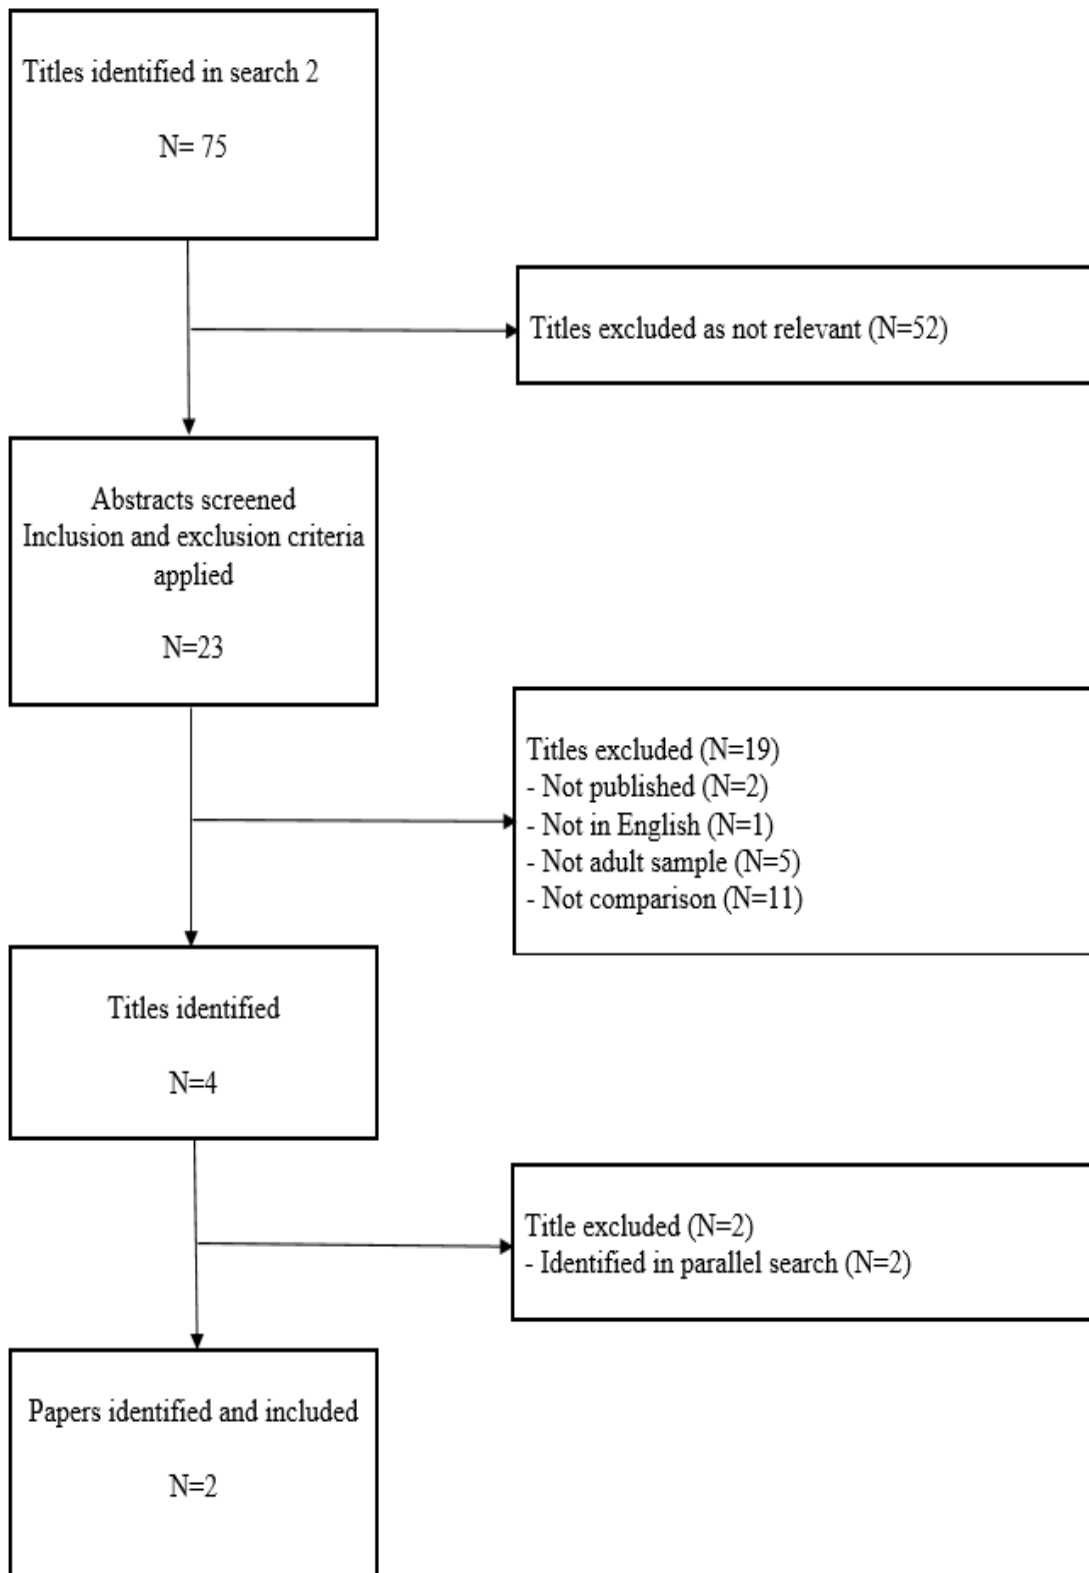 Titles identified in search 2
N= 75
Titles excluded as not relevant (N=52)
Abstracts screened
Inclusion and exclusion criteria
applied
N=23
Titles excluded (N=19)
- Not published (N=2)
- Not in English (N=1)
- Not adult sample (N=5)
- Not comparison (N=11)
Titles identified
N=4
Title excluded (N=2)
- Identified in parallel search (N=2)
Papers identified and included
N=2